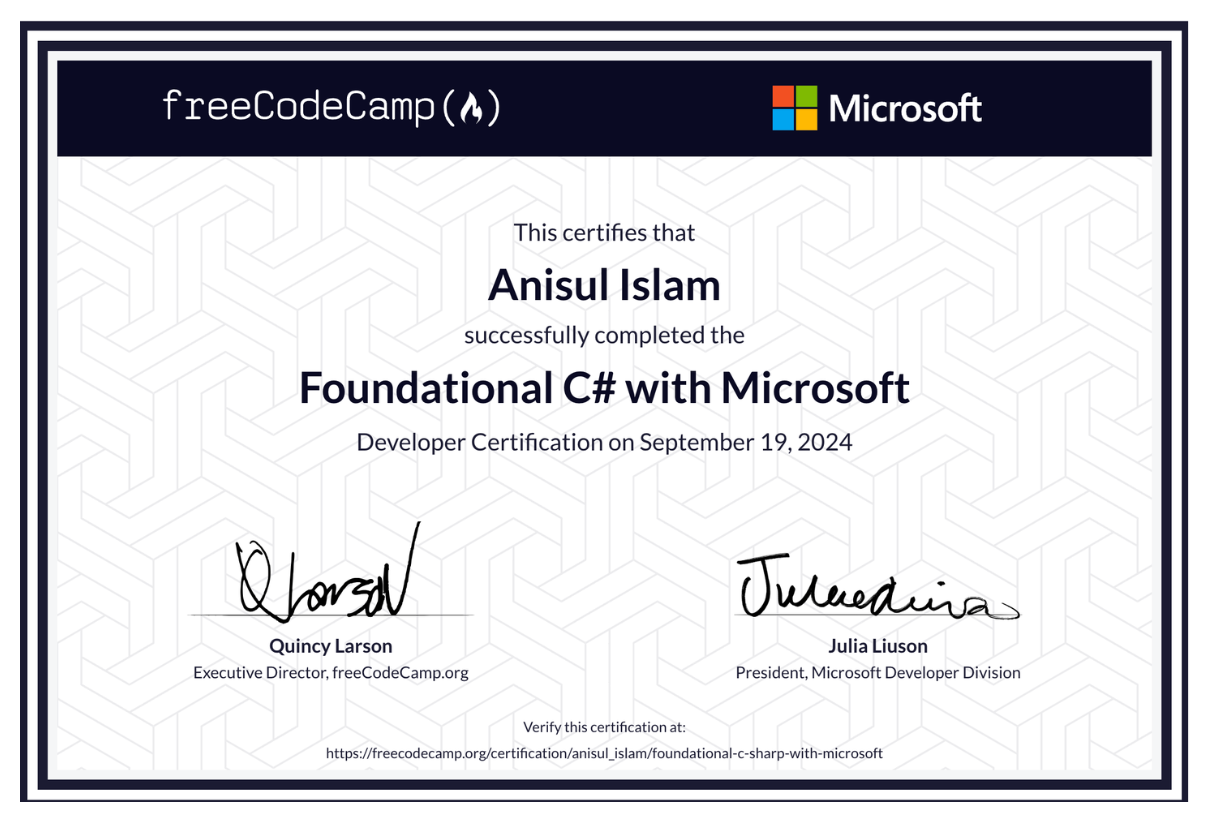 freeCodeCamp(🔥) Microsoft
This certifies that
Anisul Islam
successfully completed the
Foundational C# with Microsoft
Developer Certification on September 19, 2024
Quincy Larson
Executive Director, freeCodeCamp.org
Julia Liuson
President, Microsoft Developer Division
Verify this certification at:
https://freecodecamp.org/certification/anisul_islam/foundational-c-sharp-with-microsoft